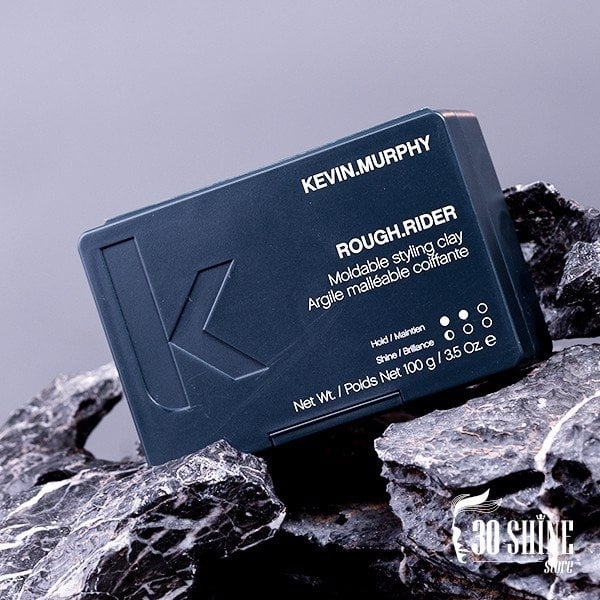 KEVIN.MURPHY
ROUGH.RIDER
Moldable styling clay
Argile malléable coiffante
Hold / Maintien
Shine / Brillance
Net Wt. / Poids Net 100 g / 3.5 Oz. ℮
K
30 SHINE
store